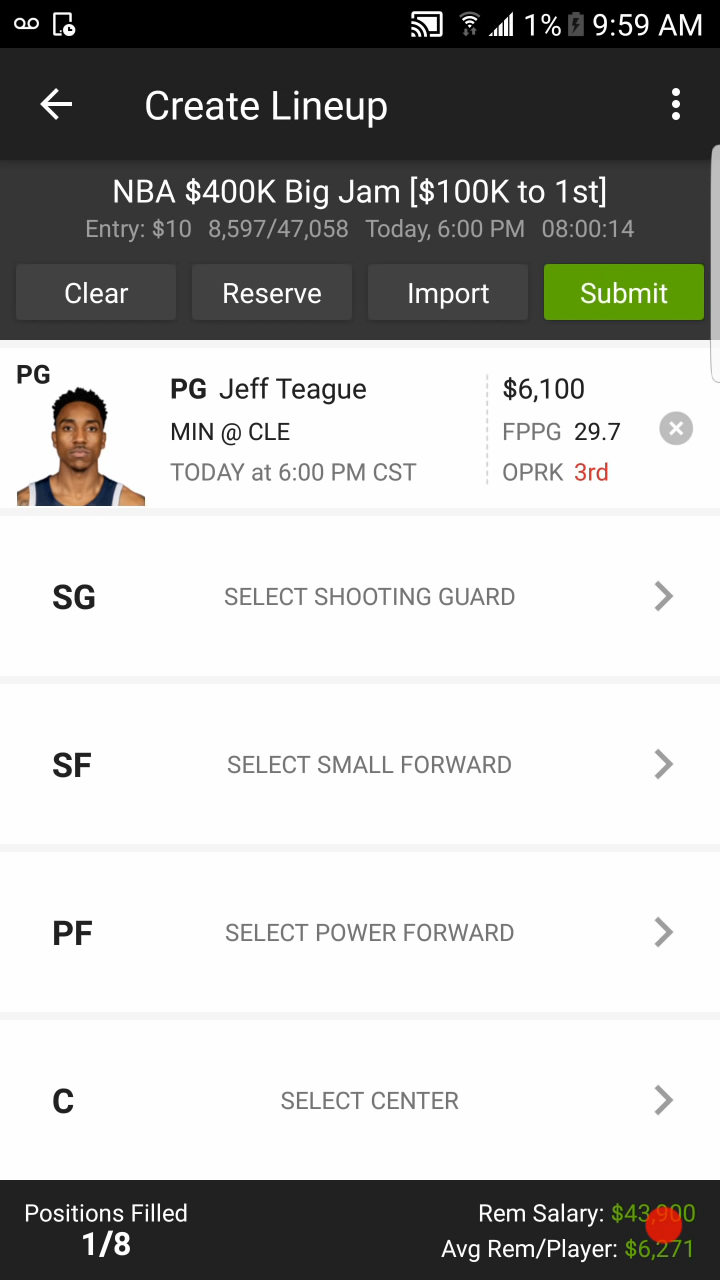 1% 9:59 AM
Create Lineup
NBA $400K Big Jam [$100K to 1st]
Entry: $10 8,597/47,058 Today, 6:00 PM 08:00:14
Clear Reserve Import Submit
PG
PG Jeff Teague $6,100
MIN @ CLE FPPG 29.7
TODAY at 6:00 PM CST OPRK 3rd
SG SELECT SHOOTING GUARD
SF SELECT SMALL FORWARD
PF SELECT POWER FORWARD
C SELECT CENTER
Positions Filled Rem Salary: $43,900
1/8 Avg Rem/Player: $6,271